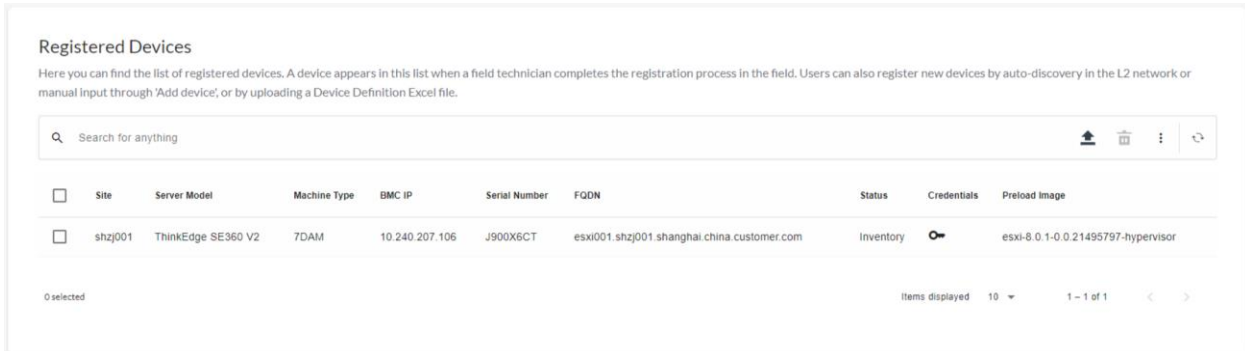 Registered Devices
Here you can find the list of registered devices. A device appears in this list when a field technician completes the registration process in the field. Users can also register new devices by auto-discovery in the L2 network or
manual input through 'Add device', or by uploading a Device Definition Excel file.
Search for anything
Site Server Model Machine Type BMC IP Serial Number FQDN Status Credentials Preload Image
shzj001 ThinkEdge SE360 V2 7DAM 10.240.207.106 J900X6CT esxi001.shzj001.shanghai.china.customer.com Inventory esxi-8.0.1-0.0.21495797-hypervisor
0 selected Items displayed 10 1 – 1 of 1